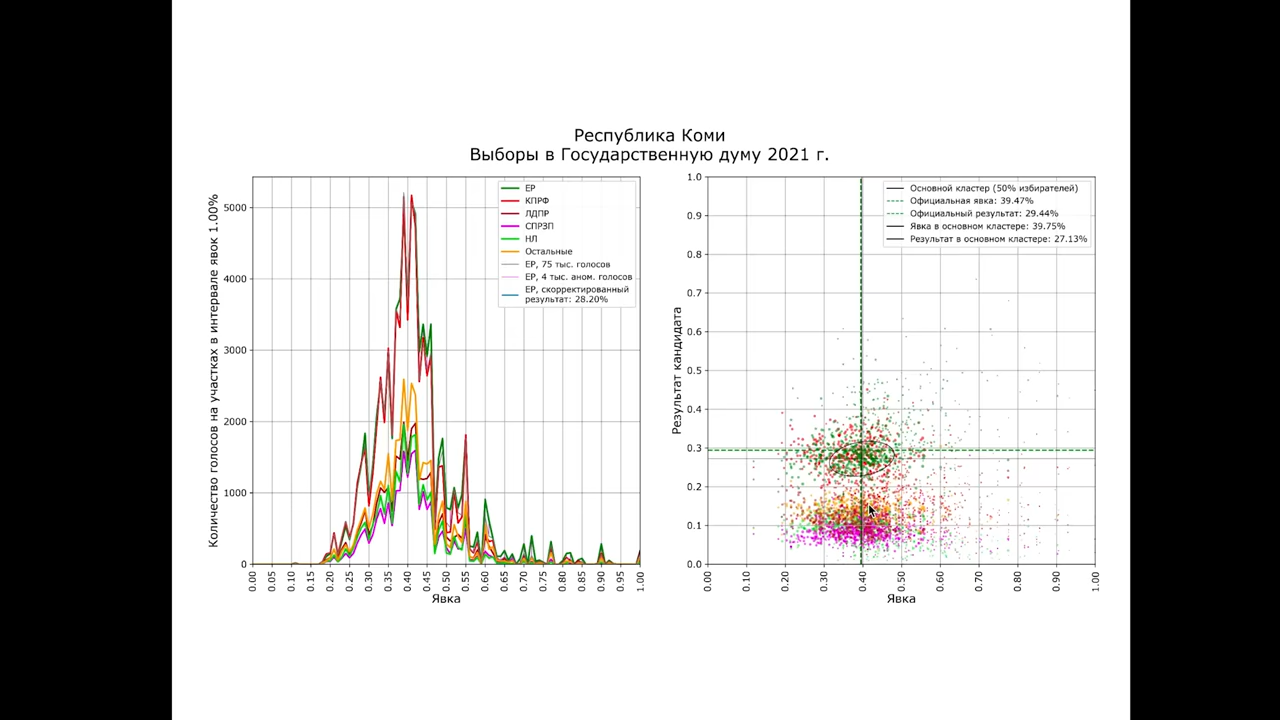 Республика Коми
Выборы в Государственную думу 2021 г.
Количество голосов на участках в интервале явок 1.00%
5000
4000
3000
2000
1000
0
0.00 0.05 0.10 0.15 0.20 0.25 0.30 0.35 0.40 0.45 0.50 0.55 0.60 0.65 0.70 0.75 0.80 0.85 0.90 0.95 1.00
Явка
ЕР
КПРФ
ЛДПР
СПРЗП
НЛ
Остальные
ЕР, 75 тыс. голосов
ЕР, 4 тыс. аном. голосов
ЕР, скорректированный
результат: 28.20%
Результат кандидата
1.0
0.9
0.8
0.7
0.6
0.5
0.4
0.3
0.2
0.1
0.0
0.00 0.10 0.20 0.30 0.40 0.50 0.60 0.70 0.80 0.90 1.00
Явка
Основной кластер (50% избирателей)
Официальная явка: 39.47%
Официальный результат: 29.44%
Явка в основном кластере: 39.75%
Результат в основном кластере: 27.13%